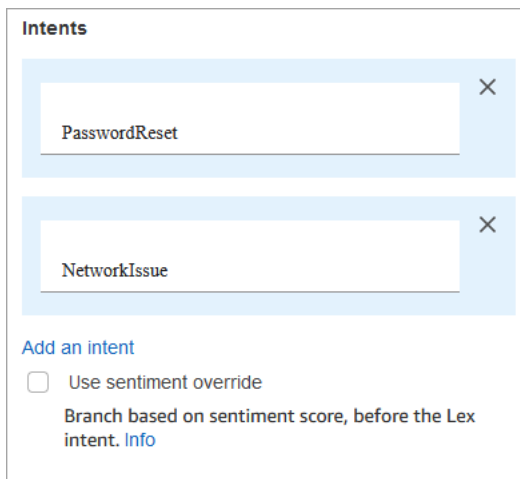 Intents
PasswordReset
NetworkIssue
Add an intent
Use sentiment override
Branch based on sentiment score, before the Lex
intent. Info